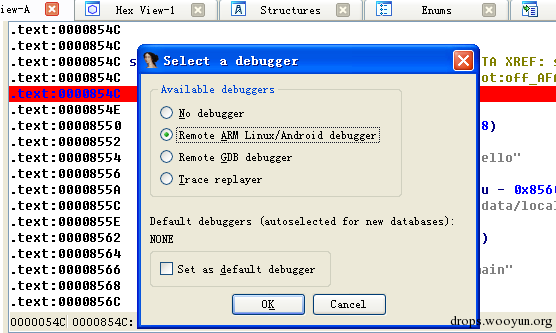 iew-A Hex View-1 Structures Enums
.text:0000854C
.text:0000854C
.text:0000854C s TA XREF: s
.text:0000854C ot:off_AFA
.text:0000854C
.text:0000854E
.text:00008550 8)
.text:00008552
.text:00008554 ello"
.text:00008556
.text:0000855A u - 0x856
.text:0000855C data/local
.text:0000855E
.text:00008562 )
.text:00008564
.text:00008566 main"
.text:00008568
.text:0000856C
Select a debugger
Available debuggers
No debugger
Remote ARM Linux/Android debugger
Remote GDB debugger
Trace replayer
Default debuggers (autoselected for new databases):
NONE
Set as default debugger
OK Cancel
0000054C 0000854C:
drops.wooyun.org